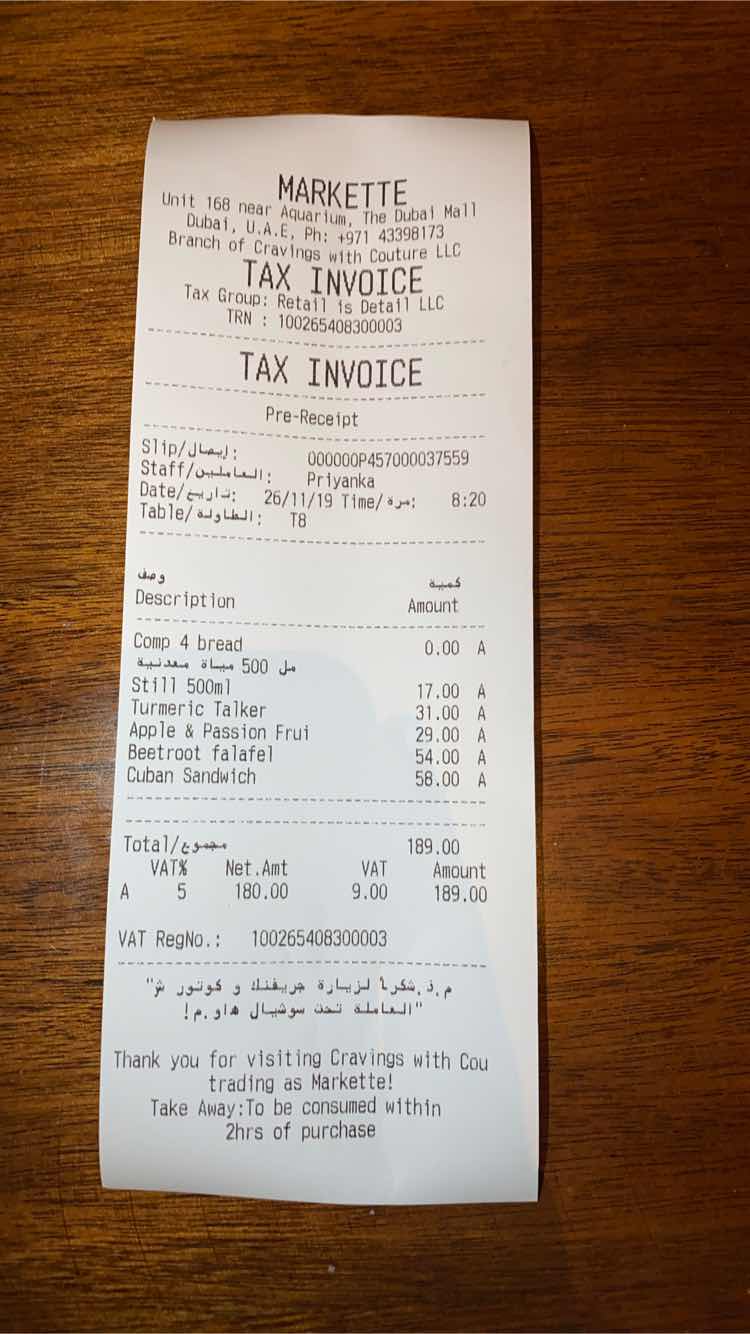 MARKETTE
Unit 168 near Aquarium, The Dubai Mall
Dubai, U.A.E, Ph: +971 43398173
Branch of Cravings with Couture LLC
TAX INVOICE
Tax Group: Retail is Detail LLC
TRN : 100265408300003
TAX INVOICE
Pre-Receipt
Slip/إيصال: 000000P457000037559
Staff/العاملين: Priyanka
Date/تاريخ: 26/11/19 Time/مرة: 8:20
Table/الطاولة: T8
وصف كمية
Description Amount
Comp 4 bread 0.00 A
مل 500 مياة معدنية
Still 500ml 17.00 A
Turmeric Talker 31.00 A
Apple & Passion Frui 29.00 A
Beetroot falafel 54.00 A
Cuban Sandwich 58.00 A
Total/مجموع 189.00
VAT% Net.Amt VAT Amount
A 5 180.00 9.00 189.00
VAT RegNo.: 100265408300003
م.ذ.شكرأ لزيارة جريفنك و كوتور ش"
"العاملة تحت سوشيال هاو.م!
Thank you for visiting Cravings with Cou
trading as Markette!
Take Away:To be consumed within
2hrs of purchase